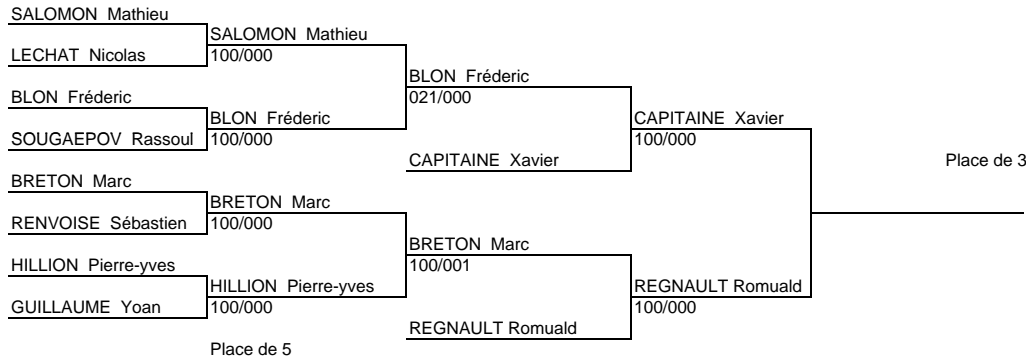 SALOMON Mathieu
SALOMON Mathieu
LECHAT Nicolas
100/000
BLON Fréderic
BLON Fréderic
021/000
BLON Fréderic
CAPITAINE Xavier
SOUGAEPOV Rassoul
100/000
100/000
CAPITAINE Xavier
Place de 3
BRETON Marc
BRETON Marc
RENVOISE Sébastien
100/000
BRETON Marc
HILLION Pierre-yves
100/001
HILLION Pierre-yves
REGNAULT Romuald
GUILLAUME Yoan
100/000
100/000
REGNAULT Romuald
Place de 5